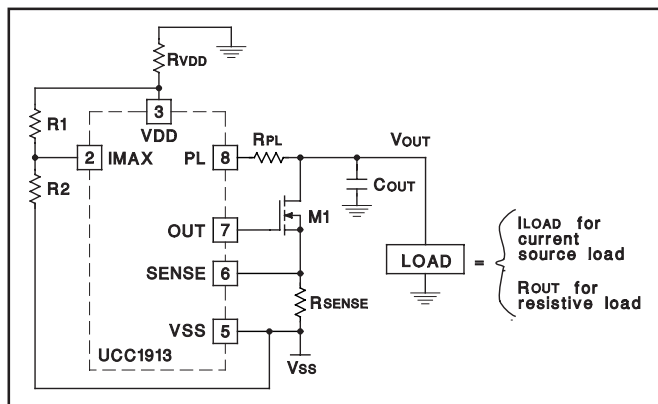 RVDD
R1
3
VDD
2 IMAX
PL 8
RPL
VOUT
COUT
R2
M1
OUT 7
LOAD
=
ILOAD for
current
source load
ROUT for
resistive load
SENSE 6
RSENSE
VSS 5
UCC1913
VSS